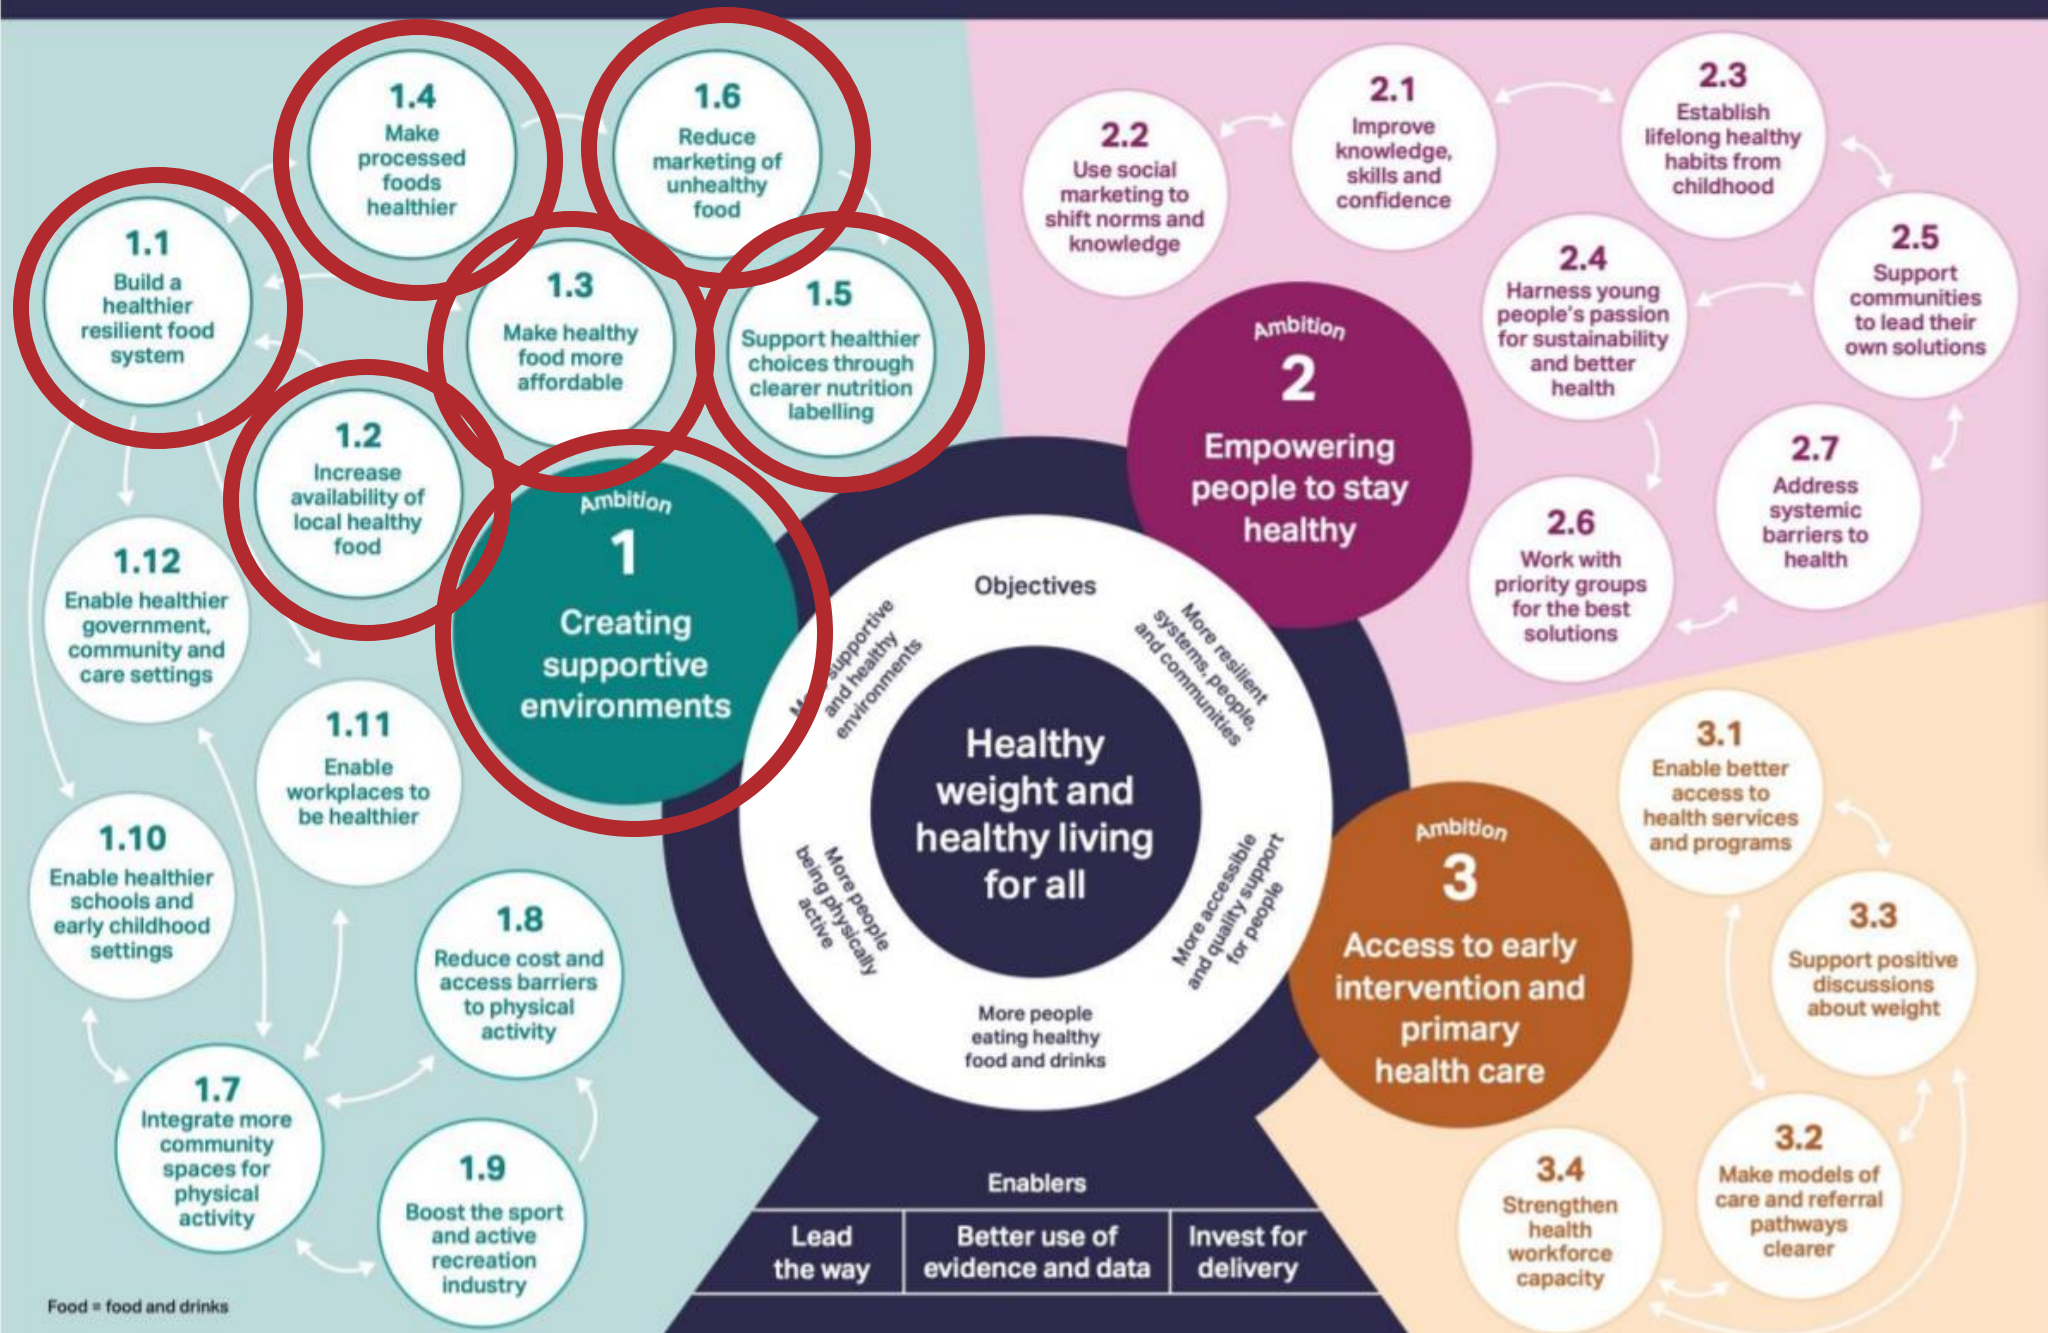 1.4
Make
processed
foods
healthier
1.6
Reduce
marketing of
unhealthy
food
1.1
Build a
healthier
resilient food
system
1.3
Make healthy
food more
affordable
1.5
Support healthier
choices through
clearer nutrition
labelling
1.2
Increase
availability of
local healthy
food
Ambition
1
Creating
supportive
environments
1.12
Enable healthier
government,
community and
care settings
1.11
Enable
workplaces to
be healthier
1.10
Enable healthier
schools and
early childhood
settings
1.8
Reduce cost and
access barriers
to physical
activity
1.7
Integrate more
community
spaces for
physical
activity
1.9
Boost the sport
and active
recreation
industry
Food = food and drinks
2.2
Use social
marketing to
shift norms and
knowledge
2.1
Improve
knowledge,
skills and
confidence
2.3
Establish
lifelong healthy
habits from
childhood
2.4
Harness young
people's passion
for sustainability
and better
health
2.5
Support
communities
to lead their
own solutions
Ambition
2
Empowering
people to stay
healthy
2.7
Address
systemic
barriers to
health
2.6
Work with
priority groups
for the best
solutions
Objectives
supportive
and healthy
environments
More resilient
systems, people,
and communities
Healthy
weight and
healthy living
for all
More people
being physically
active
More accessible
and quality support
for people
More people
eating healthy
food and drinks
Ambition
3
Access to early
intervention and
primary
health care
3.1
Enable better
access to
health services
and programs
3.3
Support positive
discussions
about weight
3.2
Make models of
care and referral
pathways
clearer
3.4
Strengthen
health
workforce
capacity
Enablers
Lead
the way
Better use of
evidence and data
Invest for
delivery